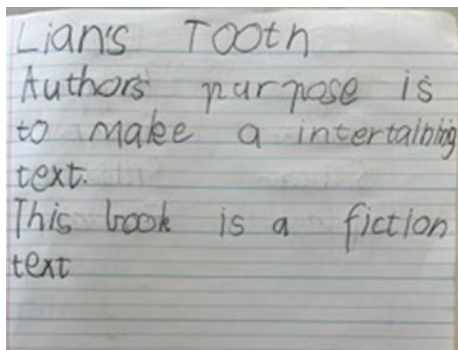 Lian's Tooth
Authors purpose is
to make a intertaining
text.
This book is a fiction
text